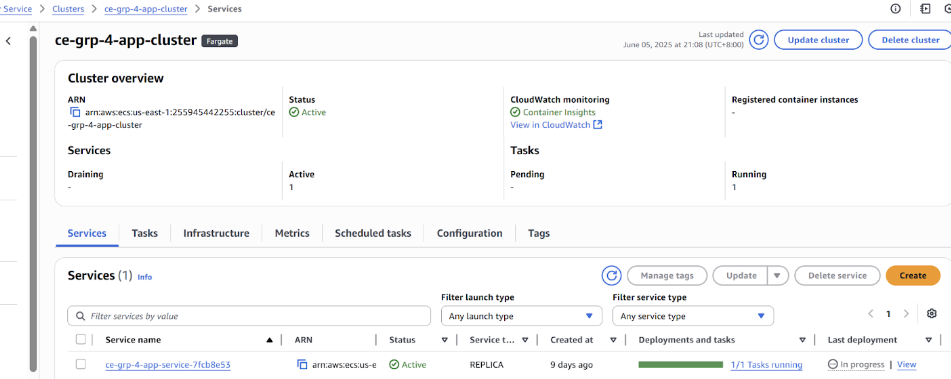 Service > Clusters > ce-grp-4-app-cluster > Services
ce-grp-4-app-cluster Fargate
Last updated
June 05, 2025 at 21:08 (UTC+8:00)
Update cluster
Delete cluster
Cluster overview
ARN
arn:aws:ecs:us-east-1:255945442255:cluster/ce
-grp-4-app-cluster
Status
Active
CloudWatch monitoring
Container Insights
View in CloudWatch
Registered container instances
-
Services
Draining
-
Active
1
Tasks
Pending
-
Running
1
Services Tasks Infrastructure Metrics Scheduled tasks Configuration Tags
Services (1) Info
Manage tags Update Delete service Create
Filter launch type Filter service type
Filter services by value Any launch type Any service type 1
Service name ARN Status Service t... Created at Deployments and tasks Last deployment
ce-grp-4-app-service-7fcb8e53 arn:aws:ecs:us-e Active REPLICA 9 days ago 1/1 Tasks running In progress | View